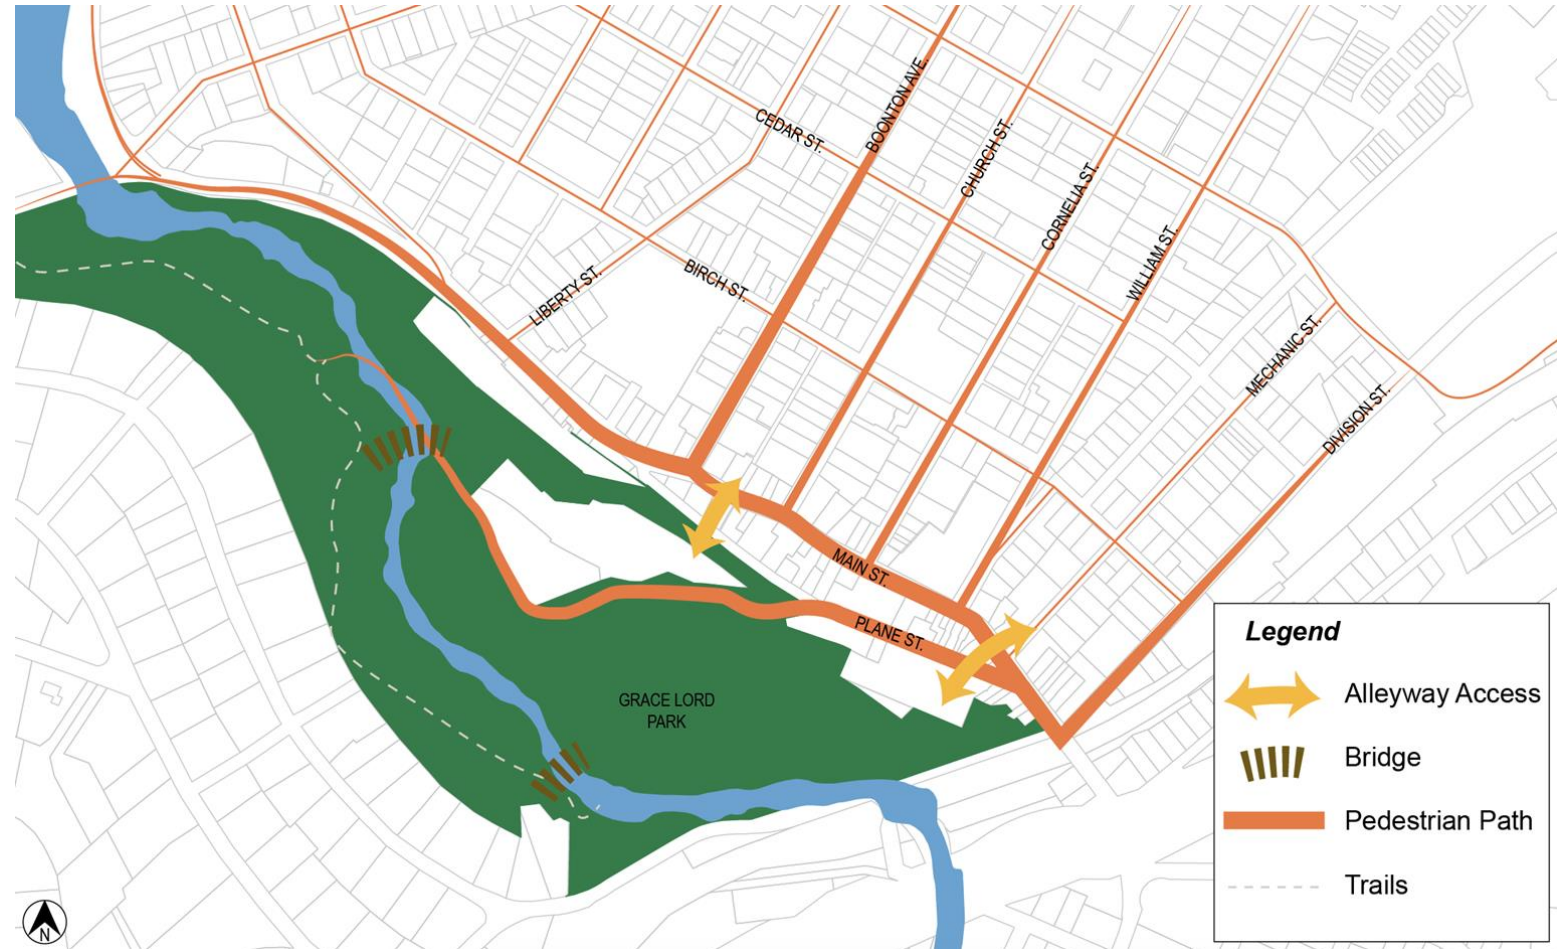 CEDAR ST.
BOONTON AVE.
CHURCH ST.
CORNELIA ST.
WILLIAM ST.
LIBERTY ST.
BIRCH ST.
MECHANIC ST.
DIVISION ST.
MAIN ST.
PLANE ST.
GRACE LORD
PARK
Legend
Alleyway Access
Bridge
Pedestrian Path
Trails
N